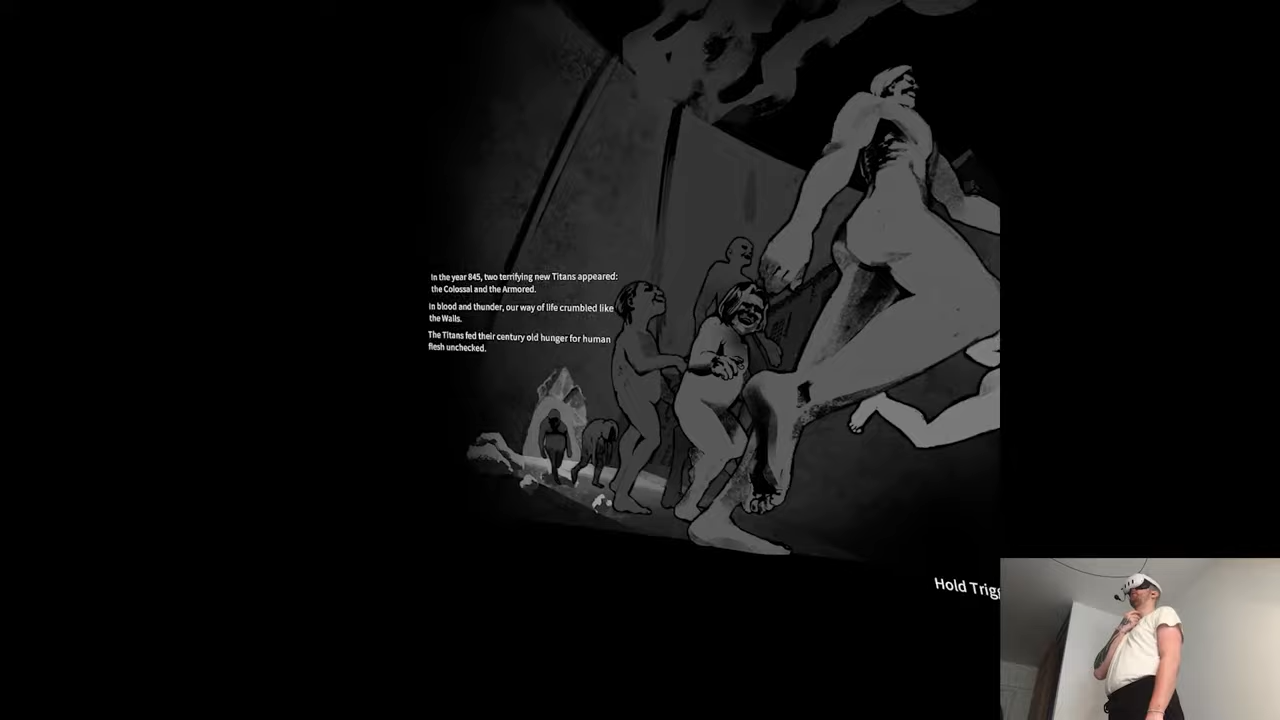 In the year 845, two terrifying new Titans appeared:
the Colossal and the Armored.
In blood and thunder, our way of life crumbled like
the Walls.
The Titans fed their century old hunger for human
flesh unchecked.
Hold Trigg